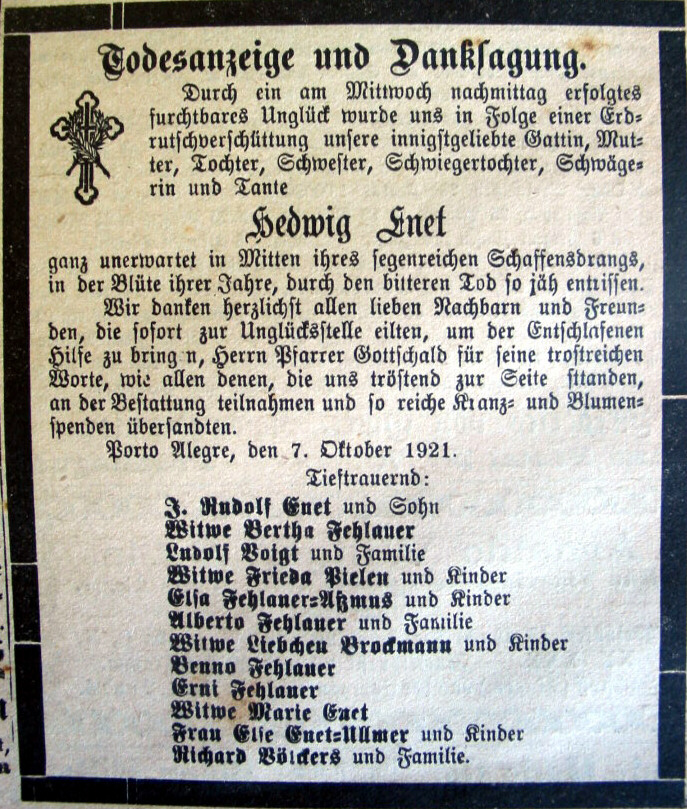 Todesanzeige und Danksagung.
Durch ein am Mittwoch nachmittag erfolgtes
furchtbares Unglück wurde uns in Folge einer Erd-
rutschverschüttung unsere innigstgeliebte Gattin, Mut-
ter, Tochter, Schwester, Schwiegertochter, Schwäge-
rin und Tante
Hedwig Enet
ganz unerwartet in Mitten ihres segenreichen Schaffensdrangs,
in der Blüte ihrer Jahre, durch den bitteren Tod so jäh entrissen.
Wir danken herzlichst allen lieben Nachbarn und Freun-
den, die sofort zur Unglücksstelle eilten, um der Entschlafenen
Hilfe zu bring n, Herrn Pfarrer Gottschald für seine trostreichen
Worte, wie allen denen, die uns tröstend zur Seite sttanden,
an der Bestattung teilnahmen und so reiche Kranz- und Blumen-
spenden übersandten.
Porto Alegre, den 7. Oktober 1921.
Tieftrauernd:
J. Rudolf Enet und Sohn
Witwe Bertha Fehlauer
Ludolf Voigt und Familie
Witwe Frieda Pielen und Kinder
Elsa Fehlauer-Aßmus und Kinder
Alberto Fehlauer und Familie
Witwe Liebchen Brockmann und Kinder
Benno Fehlauer
Erni Fehlauer
Witwe Marie Enet
Frau Else Enet-Ullmer und Kinder
Richard Völckers und Familie.